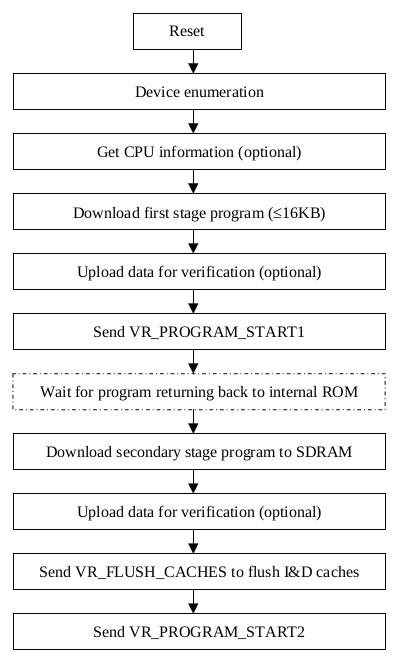 Reset
Device enumeration
Get CPU information (optional)
Download first stage program (≤16KB)
Upload data for verification (optional)
Send VR_PROGRAM_START1
Wait for program returning back to internal ROM
Download secondary stage program to SDRAM
Upload data for verification (optional)
Send VR_FLUSH_CACHES to flush I&D caches
Send VR_PROGRAM_START2